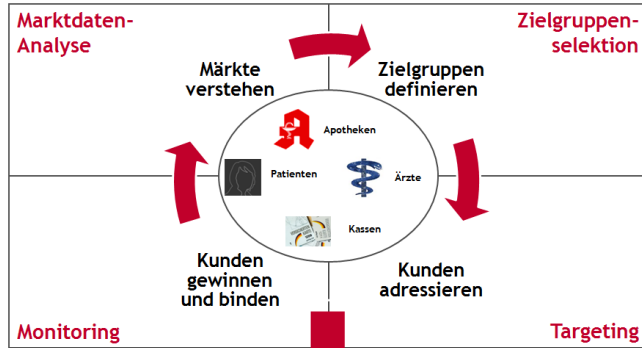 Marktdaten-
Analyse
Zielgruppen-
selektion
Märkte
verstehen
Zielgruppen
definieren
Apotheken
Patienten
Ärzte
Kassen
Kunden
gewinnen
und binden
Kunden
adressieren
Monitoring
Targeting